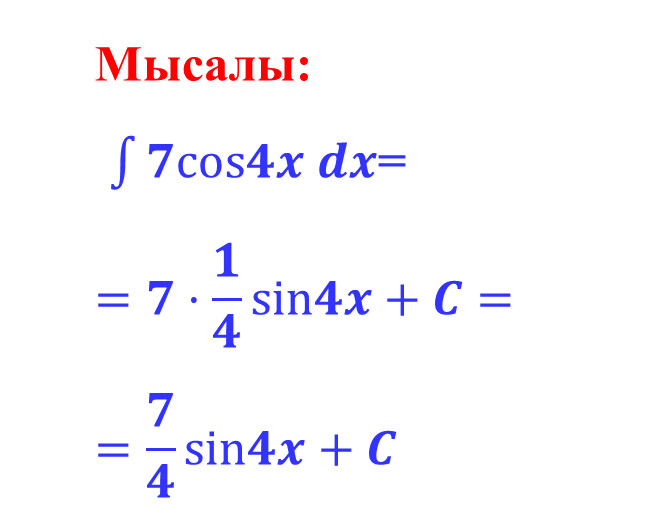 Мысалы:
∫ 7cos4x dx=
= 7 · 1/4 sin4x + C =
= 7/4 sin4x + C